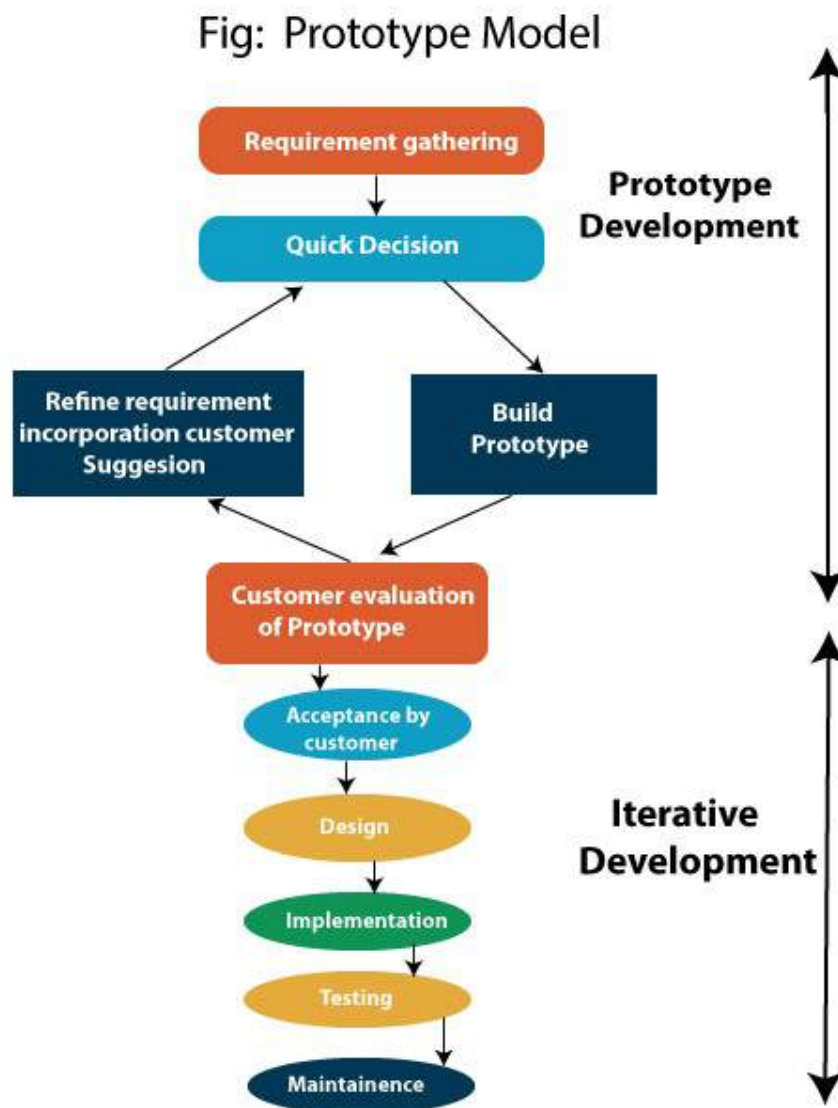 Fig: Prototype Model
Requirement gathering
Prototype
Development
Quick Decision
Refine requirement
incorporation customer
Suggesion
Build
Prototype
Customer evaluation
of Prototype
Acceptance by
customer
Design
Iterative
Development
Implementation
Testing
Maintainence